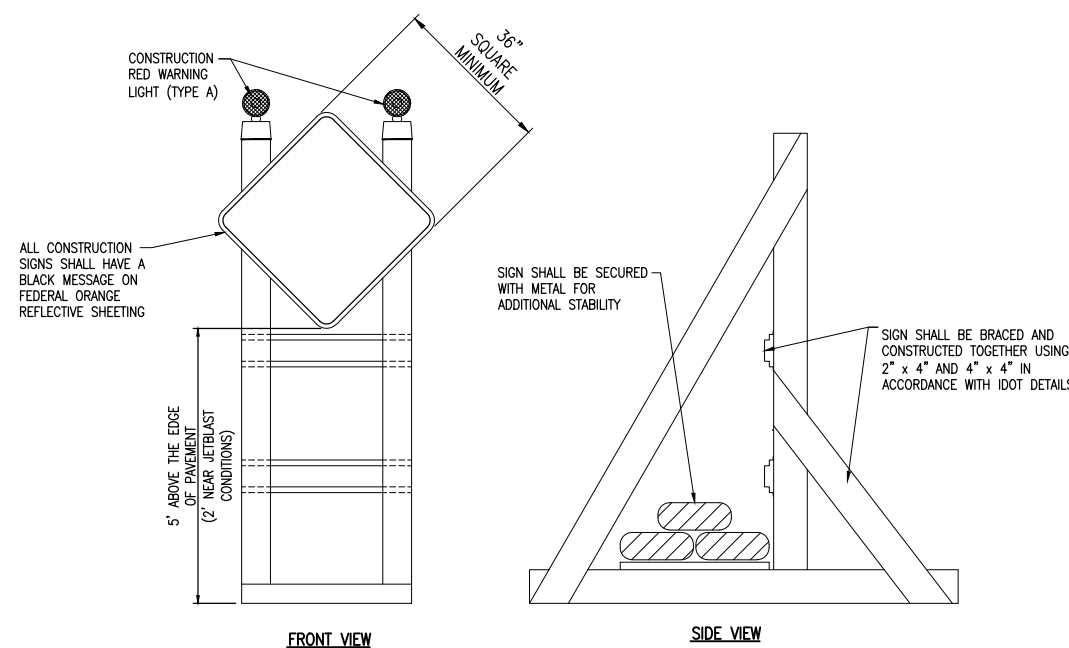 CONSTRUCTION
RED WARNING
LIGHT (TYPE A)
36"
SQUARE
MINIMUM
ALL CONSTRUCTION
SIGNS SHALL HAVE A
BLACK MESSAGE ON
FEDERAL ORANGE
REFLECTIVE SHEETING
5' ABOVE THE EDGE
OF PAVEMENT
(2' NEAR JETBLAST
CONDITIONS)
FRONT VIEW
SIGN SHALL BE SECURED
WITH METAL FOR
ADDITIONAL STABILITY
SIGN SHALL BE BRACED AND
CONSTRUCTED TOGETHER USING
2" x 4" AND 4" x 4" IN
ACCORDANCE WITH IDOT DETAILS
SIDE VIEW